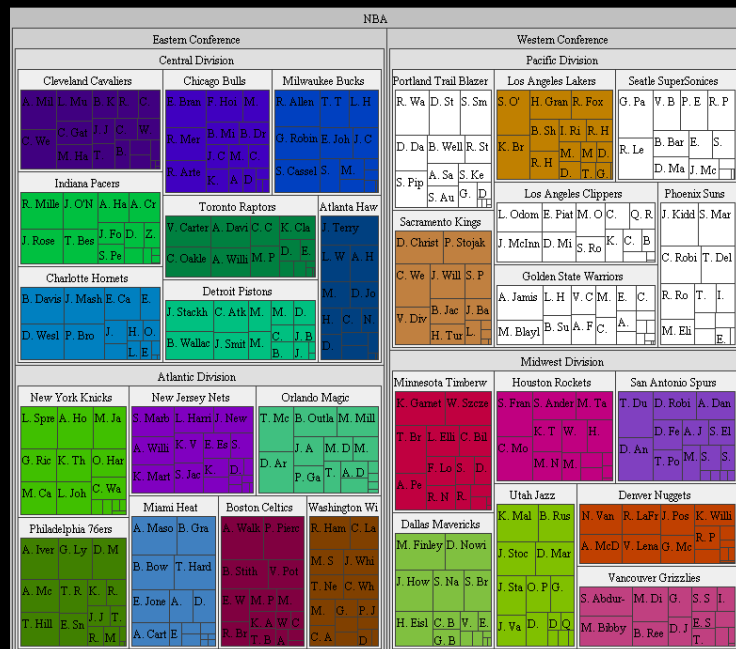 NBA
Eastern Conference
Central Division
Cleveland Cavaliers
A. Mil L. Mu B. K R. C.
C. We C. Gai J. J C. W.
M. Ha T. B.
Chicago Bulls
E. Bran F. Hoi M.
R. Mer B. Mi B. Dr
J. C M. C.
R. Arte K. A D.
Milwaukee Bucks
R. Allen T. T L. H
G. Robin E. Joh J. C
S. Cassel S. M.
Indiana Pacers
R. Mille J. O'N A. Ha A. Cr
J. Rose T. Bes J. Fo D. Z.
S. Pe
Toronto Raptors
V. Carter A. Davi C. C K. Cla
C. Oakle A. Willi M. P D. E.
Atlanta Haw
J. Terry
L. W A. H
M. D. Jo
H. C. N.
D.
Charlotte Hornets
B. Davis J. Mash E. Ca E.
D. Wesl P. Bro J. H. O.
L. E.
Detroit Pistons
J. Stackh C. Atk M. M. D.
B. Wallac J. Smit M. C. J. B
B. J.
Atlantic Division
New York Knicks
L. Spre A. Ho M. Ja
G. Ric K. Th O. Har
M. Ca L. Joh C. Wa
New Jersey Nets
S. Marb L. Harri J. New
A. Willi K. V E. Es S.
K. Mart S. Jac K. D.
Orlando Magic
T. Mc B. Outla M. Mill
J. A M. D M.
D. Ar P. Ga T. A. D.
Philadelphia 76ers
A. Iver G. Ly D. M
A. Mc T. R K. R.
T. Hill E. Sn J. J T.
R. M.
Miami Heat
A. Maso B. Gra
B. Bow T. Hard
E. Jone A. D.
A. Cart E
Boston Celtics
A. Walk P. Pierc
B. Stith V. Pot
E. W M. P M.
R. Br K. A W. C
T. B A.
Washington Wi
R. Ham C. La
M. S J. Whi
T. Ne C. Wh
M. G. P. J
C. A D.
Western Conference
Pacific Division
Portland Trail Blazer
R. Wa D. St S. Sm
D. Da B. Well R. St
S. Pip A. Sa S. Ke
S. Au G. D.
Los Angeles Lakers
S. O' H. Gran R. Fox
K. Br B. Sh I. Ri R. H
R. H M. M D.
D. T. G.
Seatle SuperSonices
G. Pa V. B P. E R. P
R. Le B. Bar E. S.
D. Ma J. Mc
Sacramento Kings
D. Christ P. Stojak
C. We J. Will S. P
V. Div B. Jac J. Ba
H. Tur L.
Los Angeles Clippers
L. Odom E. Piat M. O C. Q. R
J. McInn D. Mi S. Ro K. C. B
Phoenix Suns
J. Kidd S. Mar
C. Robi T. Del
R. Ro T. I.
M. Eli E.
Golden State Warriors
A. Jamis L. H V. C M. E. C.
M. Blayl B. Su A. F C. A.
Midwest Division
Minnesota Timberw
K. Garnet W. Szcze
T. Br L. Elh C. Bil
A. Pe F. Lo S. D.
R. N R.
Houston Rockets
S. Fran S. Ander M. Ta
C. Mo K. T W. H.
M. N M.
San Antonio Spurs
T. Du D. Robi A. Dan
D. An D. Fe A. J S. El
T. Po M. S. S.
Dallas Mavericks
M. Finley D. Nowi
J. How S. Na S. Br
H. Eisl C. B V. E.
G. B
Utah Jazz
K. Mal B. Rus
J. Stoc D. Mar
J. Sta O. P G.
J. Va D. D Q
Denver Nuggets
N. Van R. LaFr J. Pos K. Willi
A. McD V. Lena G. Mc R. P
Vancouver Grizzlies
S. Abdur- M. Di G. S. S I.
M. Bibby B. Ree D. J E. S
T.